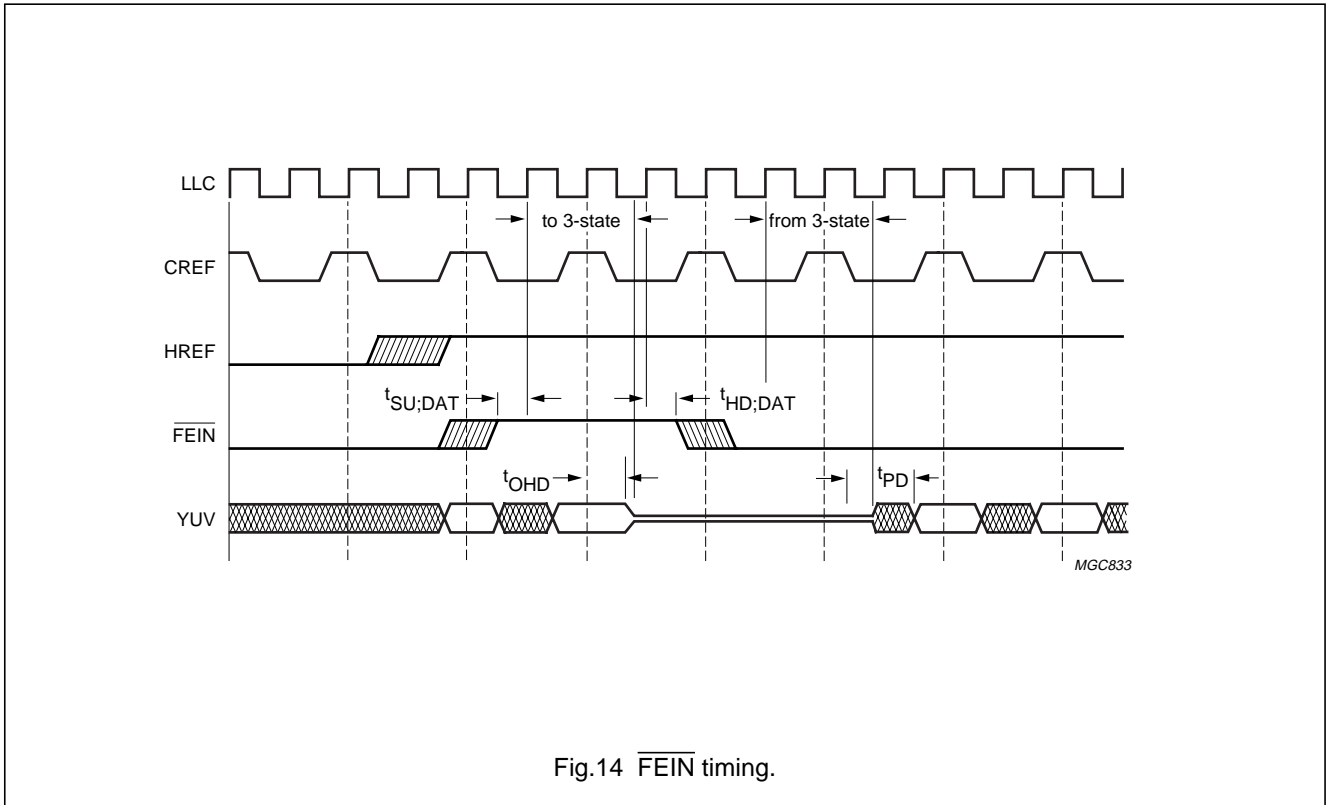 LLC
to 3-state
from 3-state
CREF
HREF
tSU;DAT
tHD;DAT
FEIN
tOHD
tPD
YUV
MGC833
Fig.14 FEIN timing.